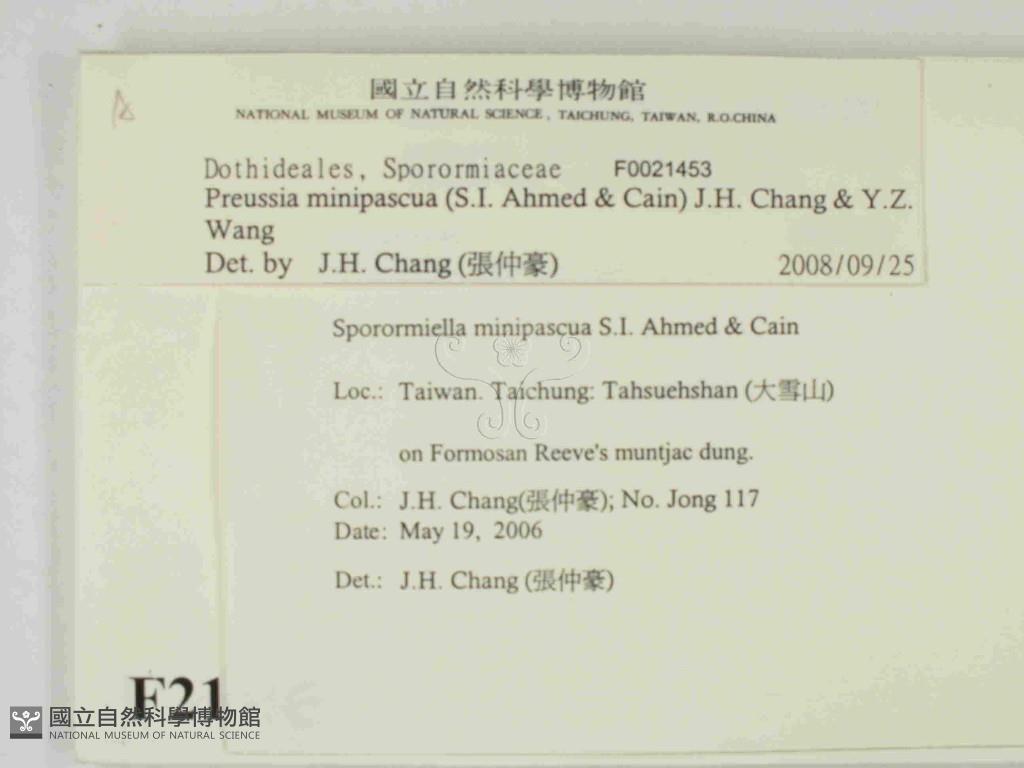 國立自然科學博物館
NATIONAL MUSEUM OF NATURAL SCIENCE, TAICHUNG, TAIWAN, R.O.CHINA
Dothideales, Sporormiaceae F0021453
Preussia minipascua (S.I. Ahmed & Cain) J.H. Chang & Y.Z.
Wang
Det. by J.H. Chang (張仲豪) 2008/09/25
Sporormiella minipascua S.I. Ahmed & Cain
Loc.: Taiwan. Taichung: Tahsuehshan (大雪山)
on Formosan Reeve's muntjac dung.
Col.: J.H. Chang(張仲豪); No. Jong 117
Date: May 19, 2006
Det.: J.H. Chang (張仲豪)
F21
國立自然科學博物館
NATIONAL MUSEUM OF NATURAL SCIENCE